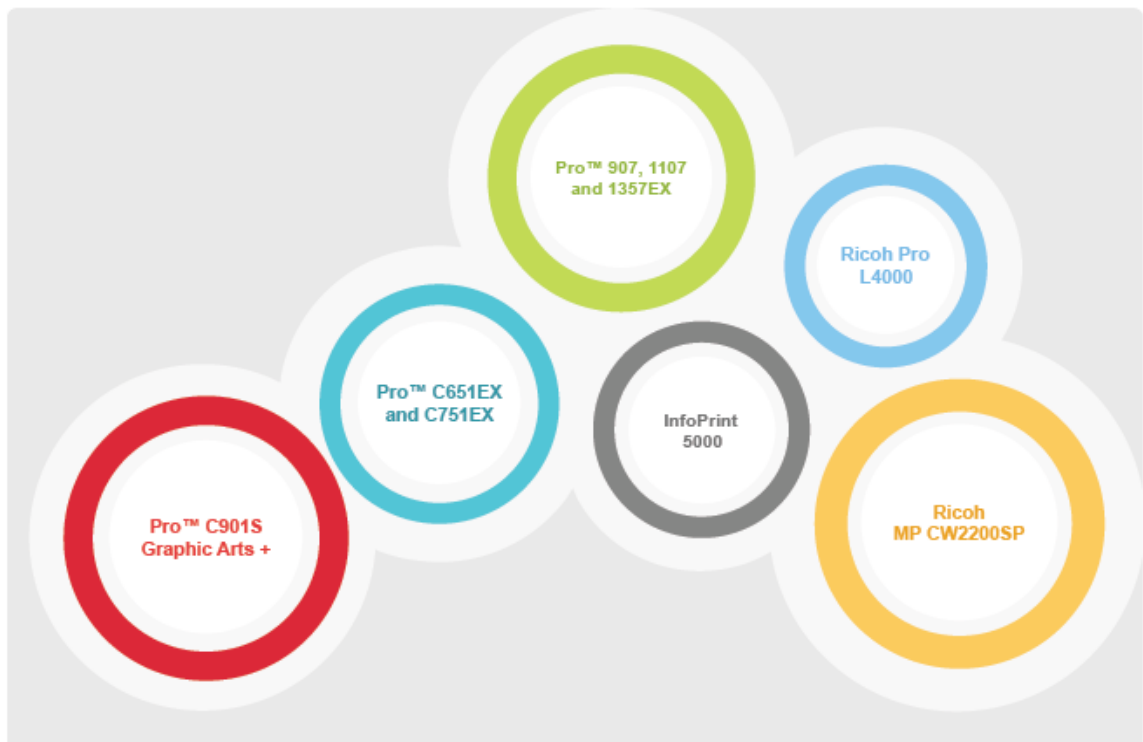 Pro™ 907, 1107
and 1357EX
Ricoh Pro
L4000
Pro™ C651EX
and C751EX
InfoPrint
5000
Pro™ C901S
Graphic Arts +
Ricoh
MP CW2200SP